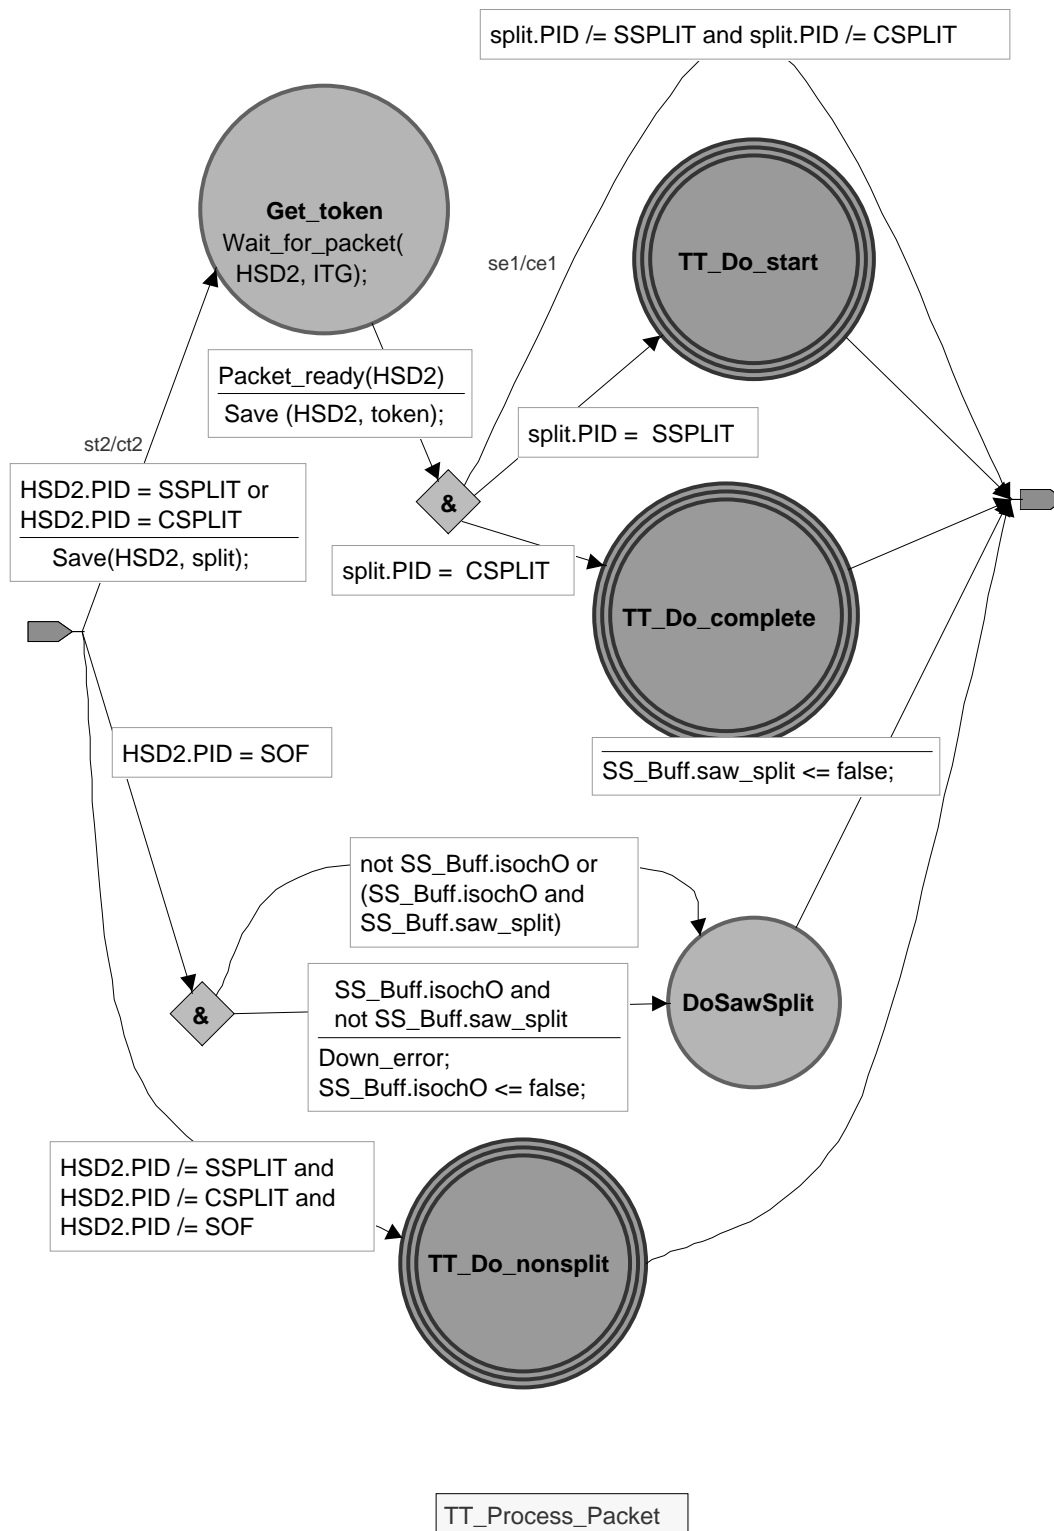 split.PID /= SSPLIT and split.PID /= CSPLIT
Get_token
Wait_for_packet(
HSD2, ITG);
se1/ce1
TT_Do_start
Packet_ready(HSD2)
Save (HSD2, token);
split.PID = SSPLIT
st2/ct2
HSD2.PID = SSPLIT or
HSD2.PID = CSPLIT
Save(HSD2, split);
&
split.PID = CSPLIT
TT_Do_complete
HSD2.PID = SOF
SS_Buff.saw_split <= false;
not SS_Buff.isochO or
(SS_Buff.isochO and
SS_Buff.saw_split)
&
SS_Buff.isochO and
not SS_Buff.saw_split
Down_error;
SS_Buff.isochO <= false;
DoSawSplit
HSD2.PID /= SSPLIT and
HSD2.PID /= CSPLIT and
HSD2.PID /= SOF
TT_Do_nonsplit
TT_Process_Packet